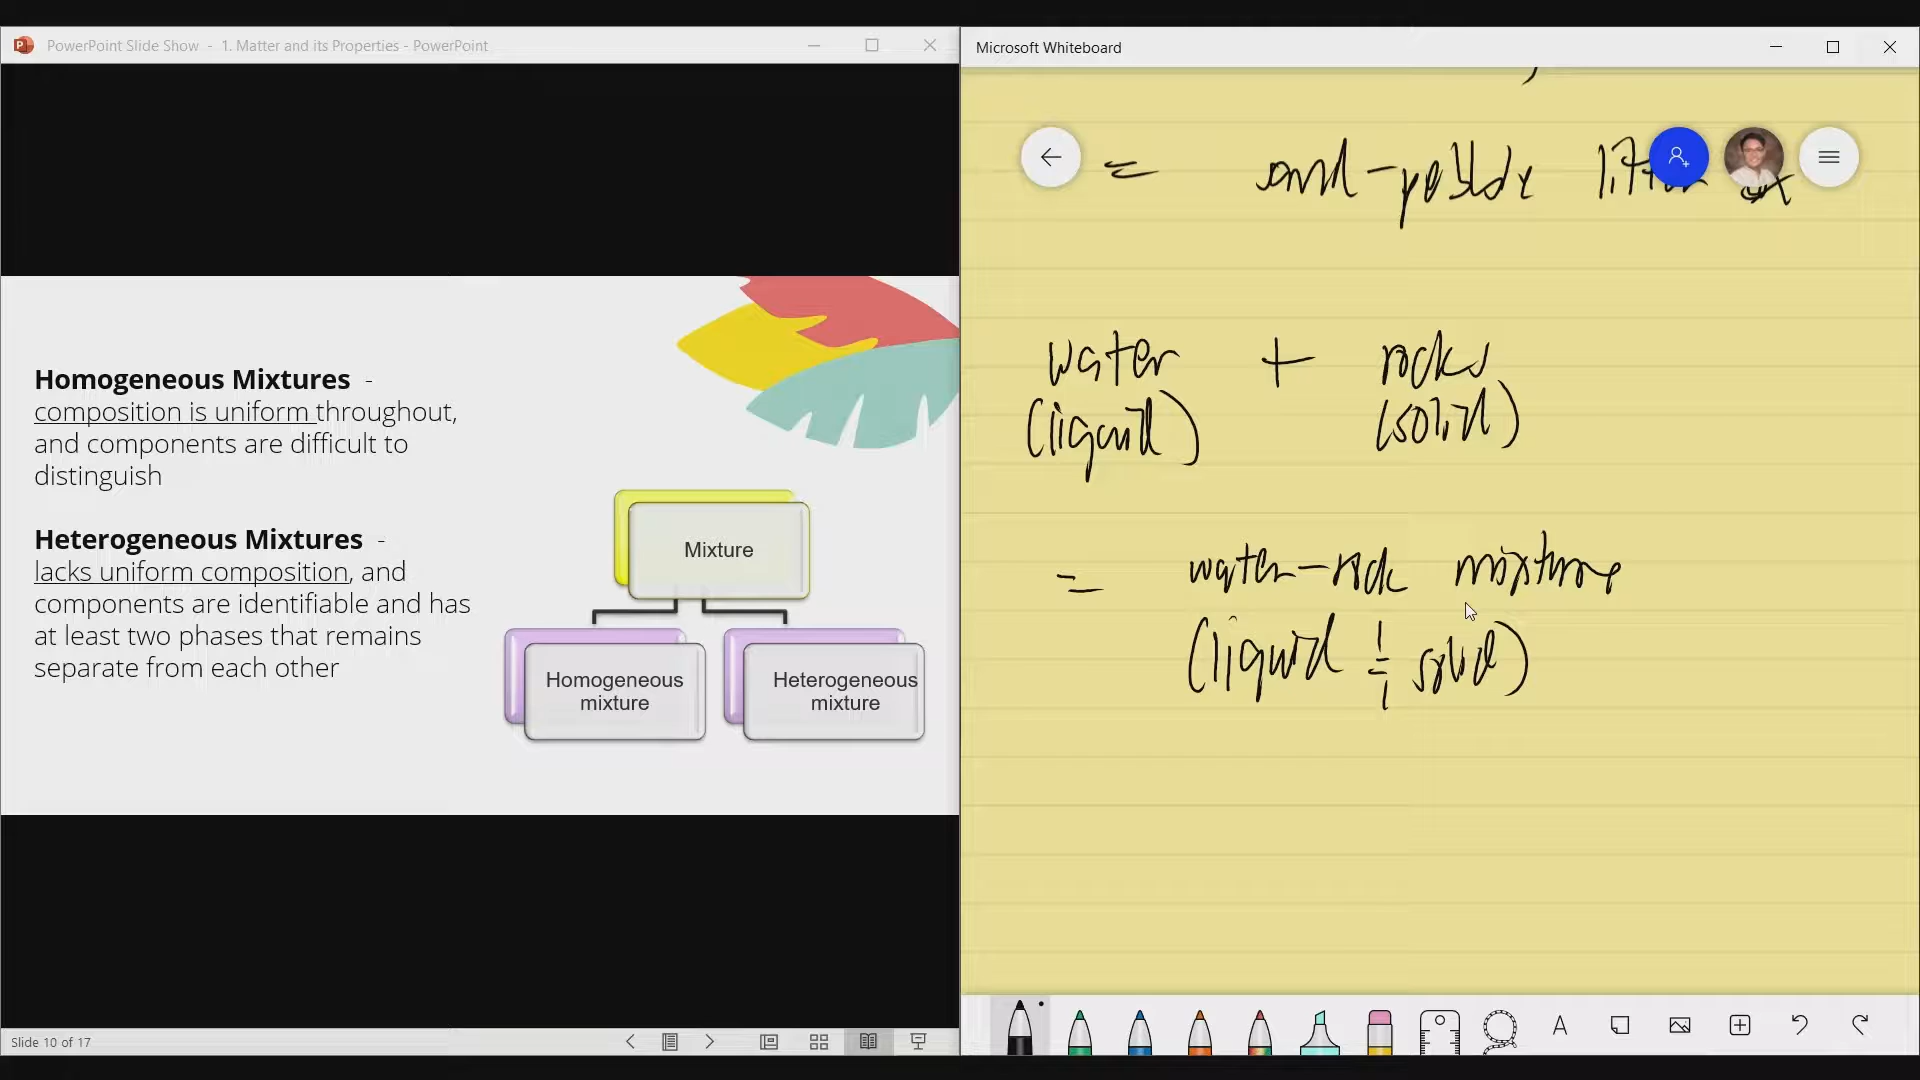 PowerPoint Slide Show - 1. Matter and its Properties - PowerPoint
Homogeneous Mixtures -
composition is uniform throughout,
and components are difficult to
distinguish
Heterogeneous Mixtures -
lacks uniform composition, and
components are identifiable and has
at least two phases that remains
separate from each other
Mixture
Homogeneous
mixture
Heterogeneous
mixture
Slide 10 of 17
Microsoft Whiteboard
=
water + rocks
(liquid) (solid)
= water-rock mixture
(liquid & solid)